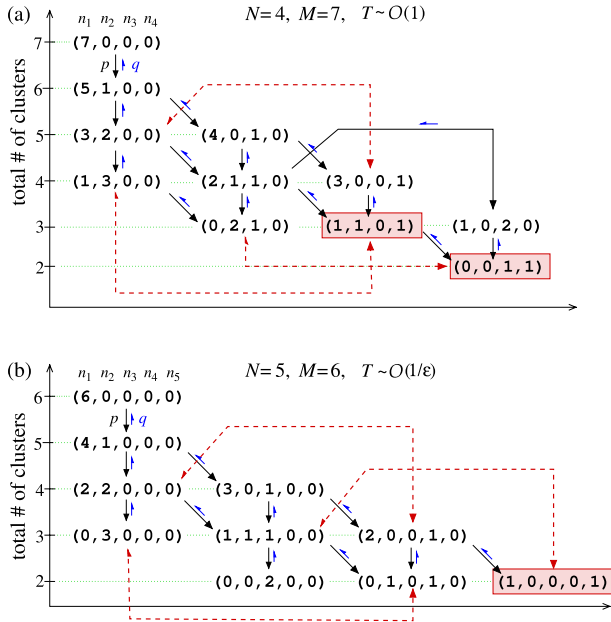 (a) n1 n2 n3 n4 N=4, M=7, T~O(1)
total # of clusters
7 (7,0,0,0)
p q
6 (5,1,0,0)
5 (3,2,0,0) (4,0,1,0)
4 (1,3,0,0) (2,1,1,0) (3,0,0,1)
3 (0,2,1,0) (1,1,0,1) (1,0,2,0)
2 (0,0,1,1)
(b) n1 n2 n3 n4 n5 N=5, M=6, T~O(1/ε)
total # of clusters
6 (6,0,0,0,0)
p q
5 (4,1,0,0,0)
4 (2,2,0,0,0) (3,0,1,0,0)
3 (0,3,0,0,0) (1,1,1,0,0) (2,0,0,1,0)
2 (0,0,2,0,0) (0,1,0,1,0) (1,0,0,0,1)